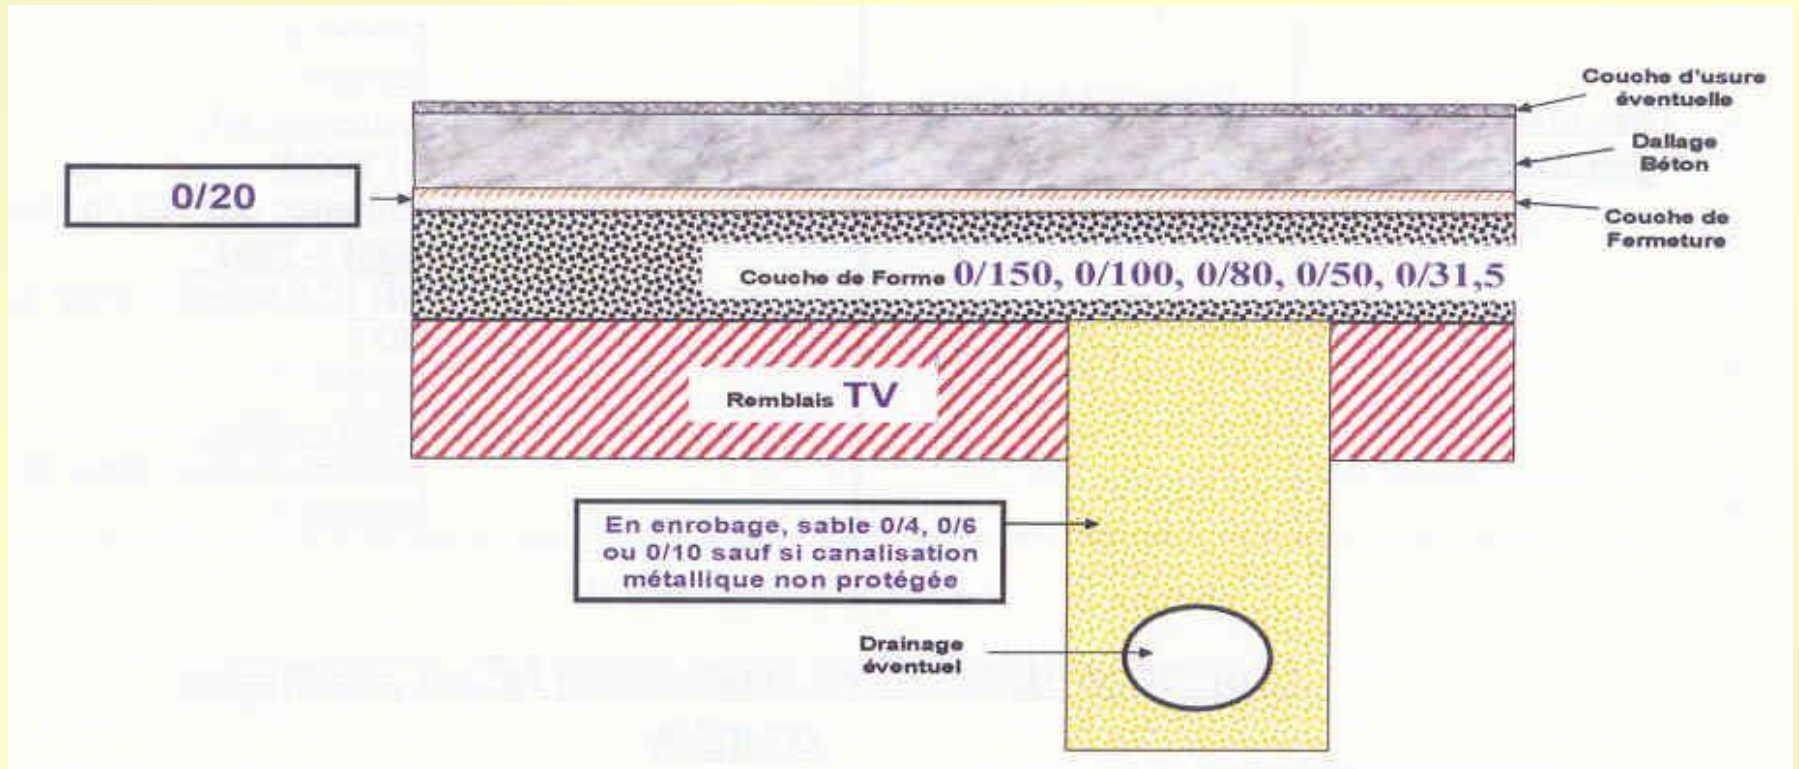 Couche d'usure
éventuelle
Dallage
Béton
0/20
Couche de
Fermeture
Couche de Forme 0/150, 0/100, 0/80, 0/50, 0/31,5
Remblais TV
En enrobage, sable 0/4, 0/6
ou 0/10 sauf si canalisation
métallique non protégée
Drainage
éventuel